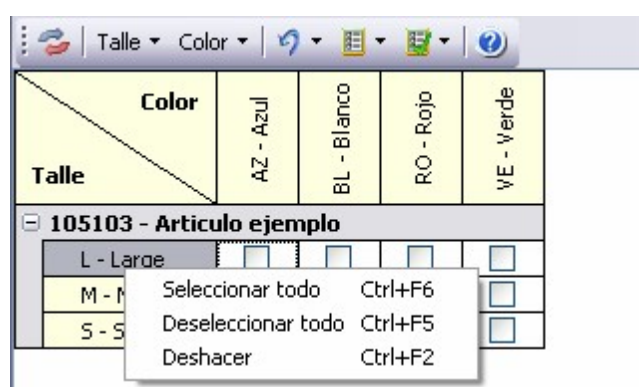 Talle Color
Color
Talle
AZ - Azul
BL - Blanco
RO - Rojo
VE - Verde
105103 - Articulo ejemplo
L - Large
M -
S - S
Seleccionar todo Ctrl+F6
Deseleccionar todo Ctrl+F5
Deshacer Ctrl+F2